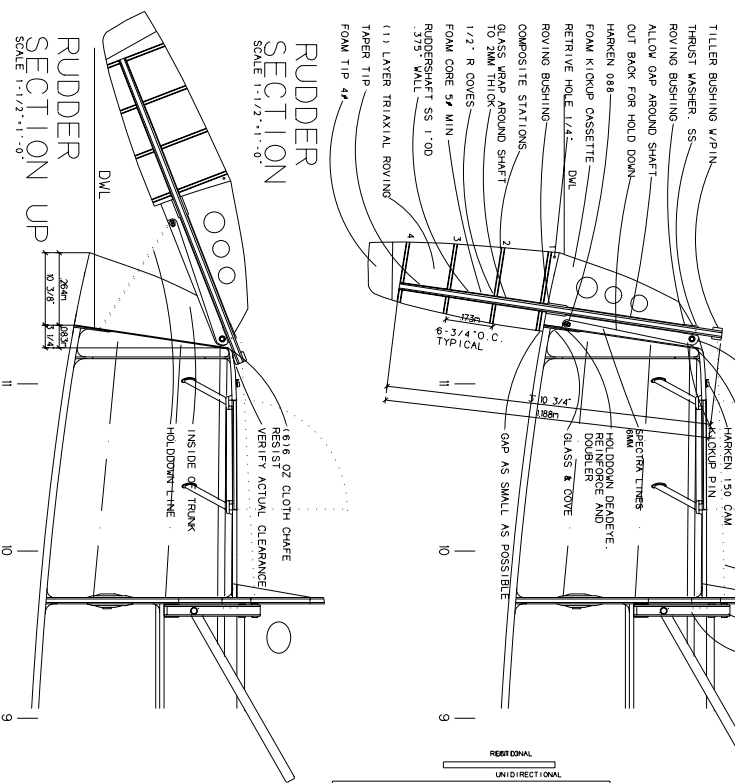 TILLER BUSHING W/PIN
THRUST WASHER, SS
ROVING BUSHING
ALLOW GAP AROUND SHAFT
CUT BACK FOR HOLD DOWN
HARKEN 088
FOAM KICKUP CASSETTE
RETRIVE HOLE 1/4"
ROVING BUSHING
COMPOSITE STATIONS
GLASS WRAP AROUND SHAFT
TO 2MM THICK
1/2" R COVES
FOAM CORE 5# MIN
RUDDERSHAFT SS 1"OD
.375" WALL
(1) LAYER TRIAXIAL ROVING
TAPER TIP
FOAM TIP 4#
DWL
1
2
3
4
.173m
6-3/4"O.C.
TYPICAL
3' 10 3/4"
1.188m
HARKEN 150 CAM
KICKUP PIN
SPECTRA LINES
6MM
HOLDDOWN DEADEYE.
REINFORCE AND
DOUBLER
GLASS & COVE
GAP AS SMALL AS POSSIBLE
11
10
9
RUDDER
SECTION
SCALE 1-1/2"=1'-0"
RUDDER
SECTION UP
SCALE 1-1/2"=1'-0"
DWL
.264m
10 3/8"
.083m
3 1/4"
(6)6 OZ CLOTH CHAFE
RESIST
VERIFY ACTUAL CLEARANCE
INSIDE OF TRUNK
HOLDDOWN LINE
11
10
9
UNIDIRECTIONAL